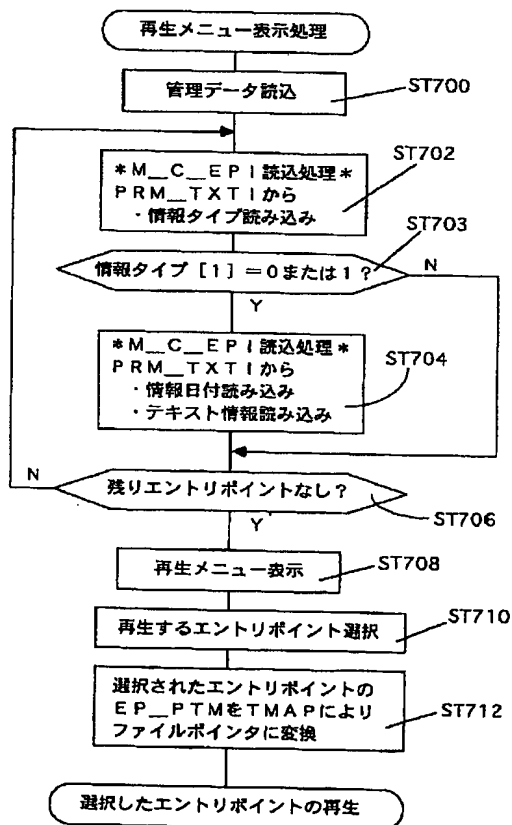 再生メニュー表示処理
管理データ読込
ST700
*M__C__EPI読込処理*
PRM__TXTIから
・情報タイプ読み込み
ST702
ST703
情報タイプ[1]=0または1?
N
Y
*M__C__EPI読込処理*
PRM__TXTIから
・情報日付読み込み
・テキスト情報読み込み
ST704
N
残りエントリポイントなし?
ST706
Y
再生メニュー表示
ST708
再生するエントリポイント選択
ST710
選択されたエントリポイントの
EP__PTMをTMAPにより
ファイルポインタに変換
ST712
選択したエントリポイントの再生